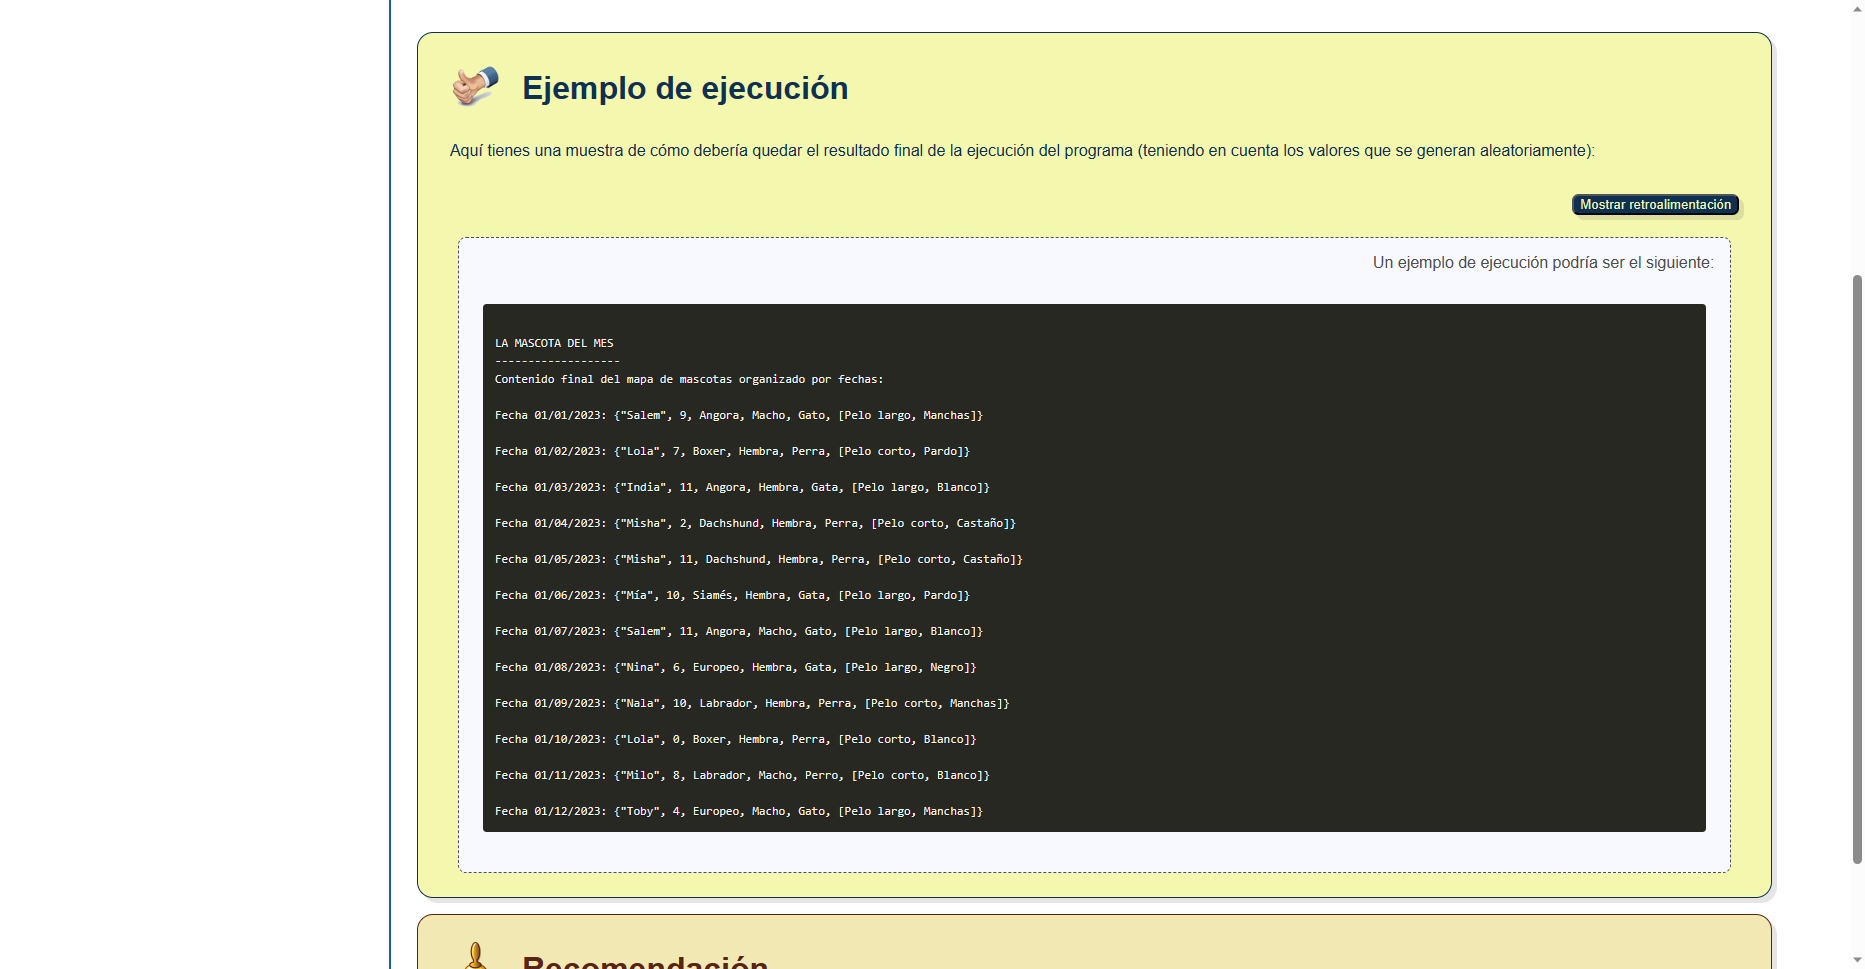 Ejemplo de ejecución
Aquí tienes una muestra de cómo debería quedar el resultado final de la ejecución del programa (teniendo en cuenta los valores que se generan aleatoriamente):
Mostrar retroalimentación
Un ejemplo de ejecución podría ser el siguiente:
LA MASCOTA DEL MES
-------------------
Contenido final del mapa de mascotas organizado por fechas:
Fecha 01/01/2023: {"Salem", 9, Angora, Macho, Gato, [Pelo largo, Manchas]}
Fecha 01/02/2023: {"Lola", 7, Boxer, Hembra, Perra, [Pelo corto, Pardo]}
Fecha 01/03/2023: {"India", 11, Angora, Hembra, Gata, [Pelo largo, Blanco]}
Fecha 01/04/2023: {"Misha", 2, Dachshund, Hembra, Perra, [Pelo corto, Castaño]}
Fecha 01/05/2023: {"Misha", 11, Dachshund, Hembra, Perra, [Pelo corto, Castaño]}
Fecha 01/06/2023: {"Mía", 10, Siamés, Hembra, Gata, [Pelo largo, Pardo]}
Fecha 01/07/2023: {"Salem", 11, Angora, Macho, Gato, [Pelo largo, Blanco]}
Fecha 01/08/2023: {"Nina", 6, Europeo, Hembra, Gata, [Pelo largo, Negro]}
Fecha 01/09/2023: {"Nala", 10, Labrador, Hembra, Perra, [Pelo corto, Manchas]}
Fecha 01/10/2023: {"Lola", 0, Boxer, Hembra, Perra, [Pelo corto, Blanco]}
Fecha 01/11/2023: {"Milo", 8, Labrador, Macho, Perro, [Pelo corto, Blanco]}
Fecha 01/12/2023: {"Toby", 4, Europeo, Macho, Gato, [Pelo largo, Manchas]}
Recomendación